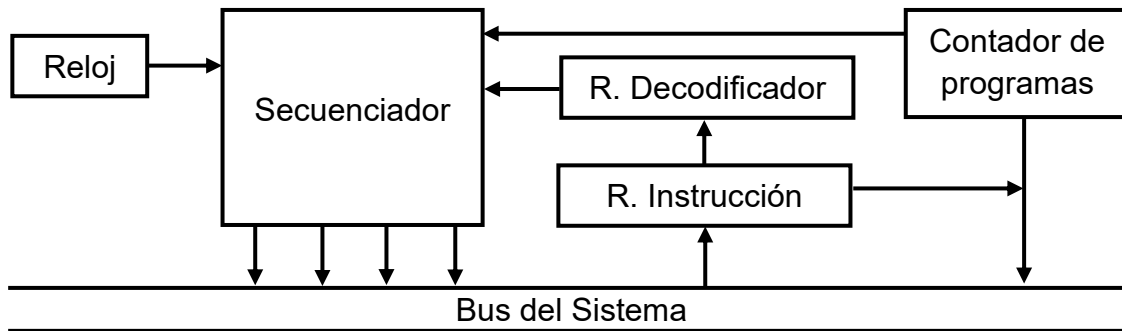 Reloj
Secuenciador
R. Decodificador
R. Instrucción
Contador de
programas
Bus del Sistema